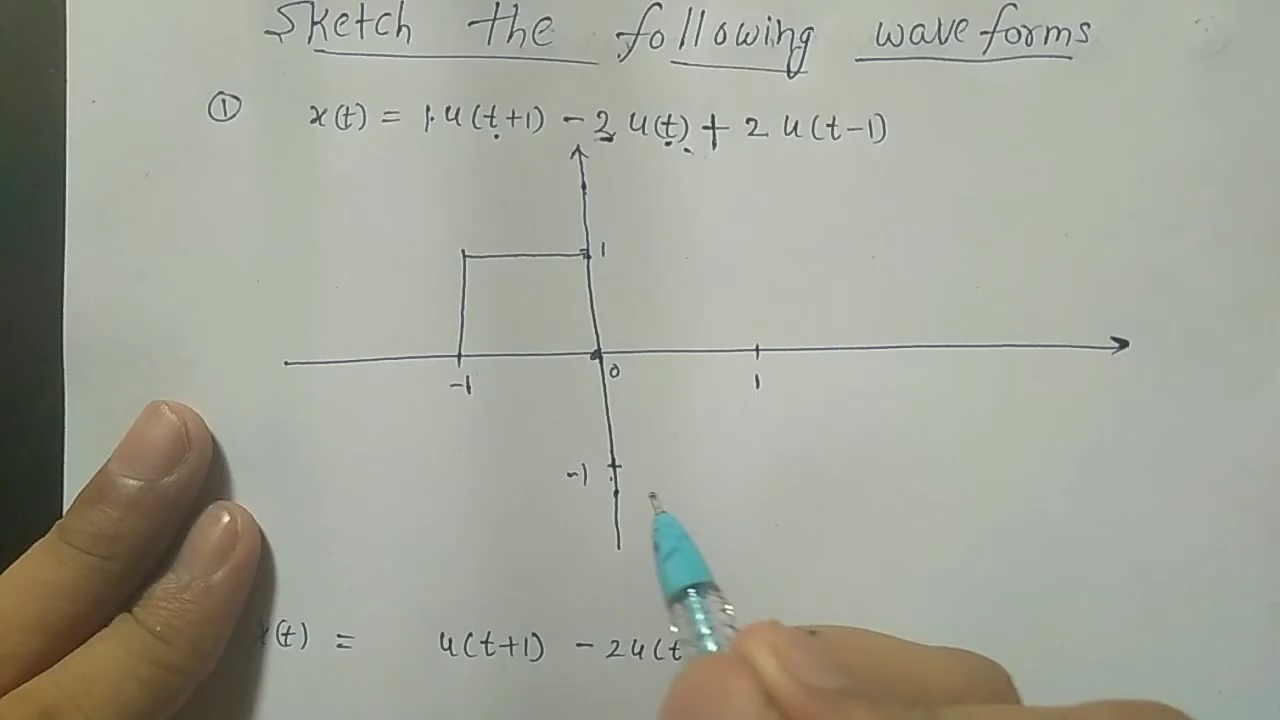 Sketch the following waveforms
① x(t) = 1·u(t+1) - 2 u(t) + 2 u(t-1)
1
-1 0 1
-1
x(t) = u(t+1) - 2u(t